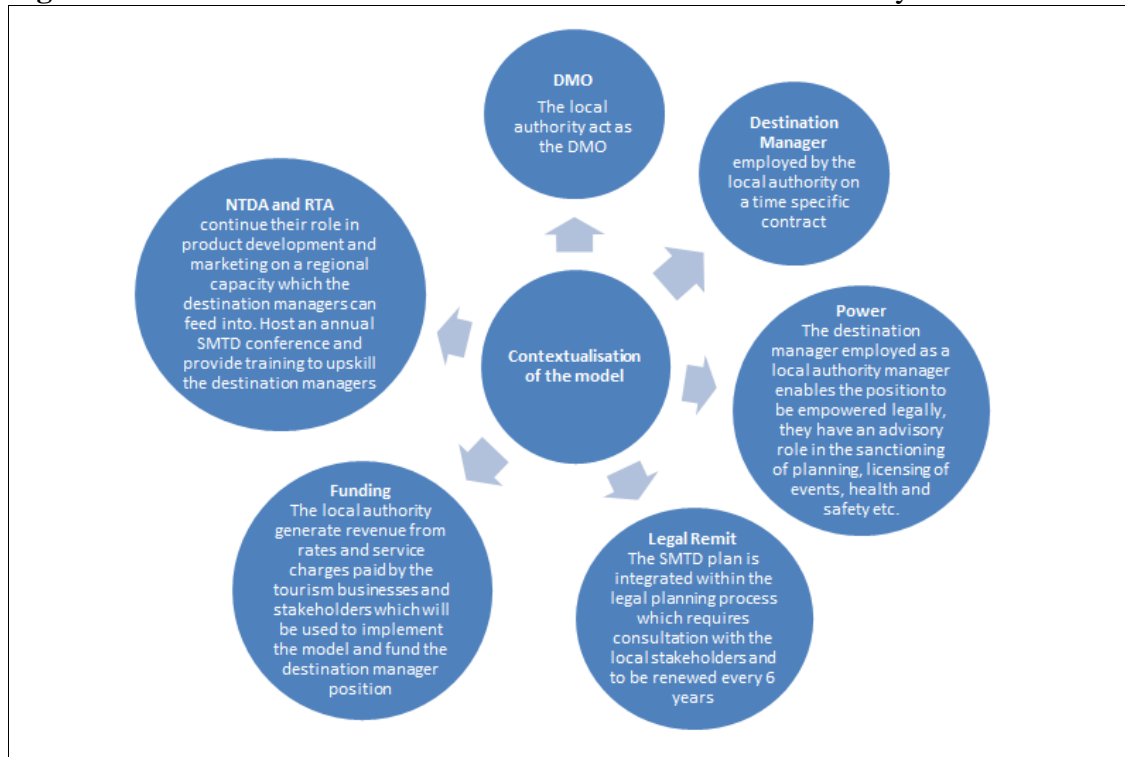 DMO
The local
authority act as
the DMO
Destination
Manager
employed by the
local authority on
a time specific
contract
Power
The destination
manager employed as a
local authority manager
enables the position to
be empowered legally,
they have an advisory
role in the sanctioning
of planning, licensing of
events, health and
safety etc.
Legal Remit
The SMTD plan is
integrated within the
legal planning process
which requires
consultation with the
local stakeholders and
to be renewed every 6
years
Funding
The local authority
generate revenue from
rates and service
charges paid by the
tourism businesses and
stakeholders which will
be used to implement
the model and fund the
destination manager
position
NTDA and RTA
continue their role in
product development and
marketing on a regional
capacity which the
destination managers can
feed into. Host an annual
SMTD conference and
provide training to upskill
the destination managers
Contextualisation
of the model